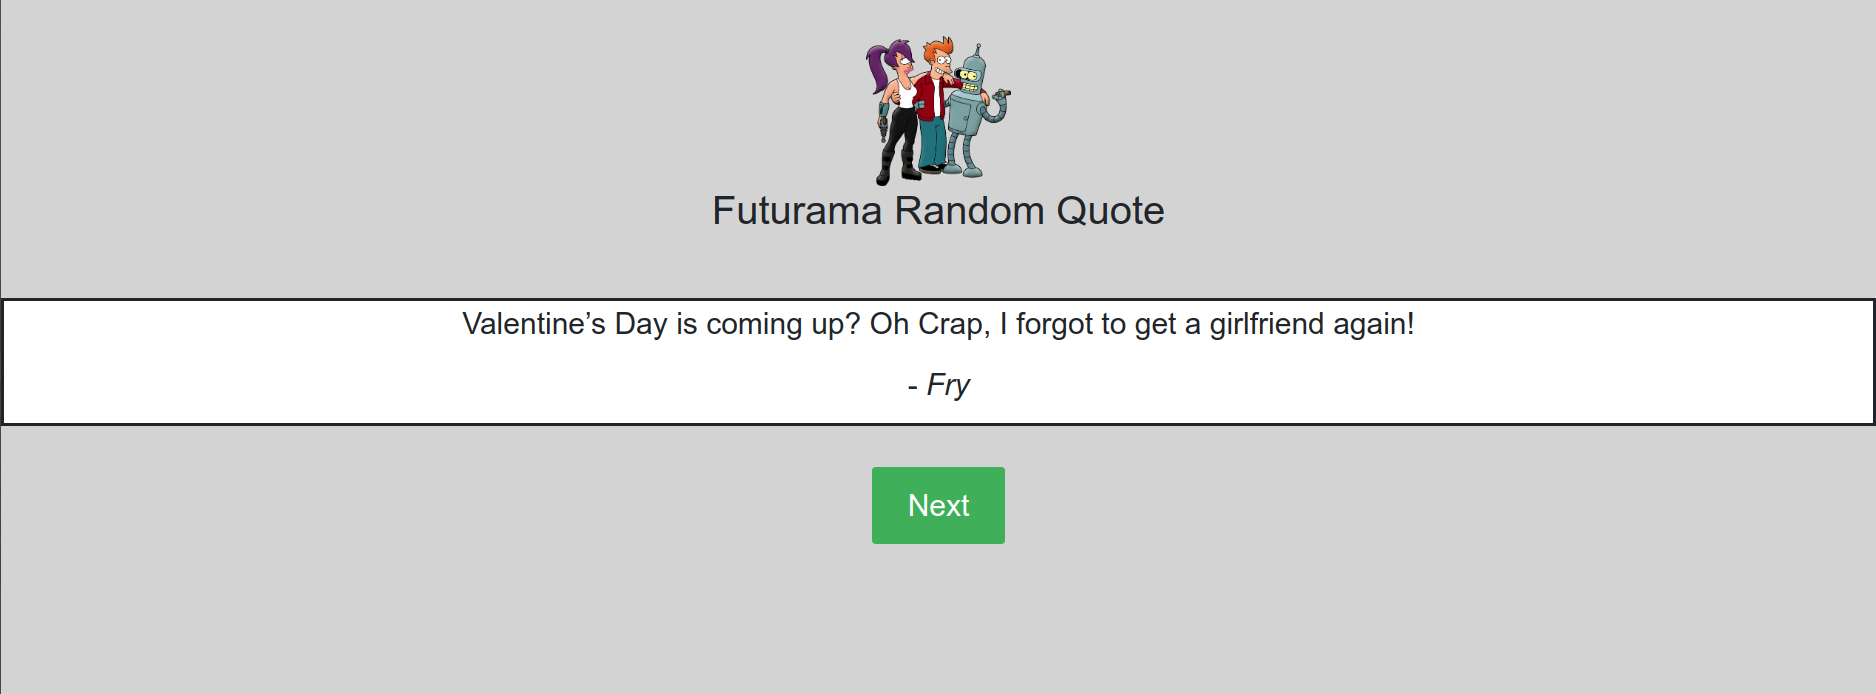 Futurama Random Quote
Valentine’s Day is coming up? Oh Crap, I forgot to get a girlfriend again!
- Fry
Next